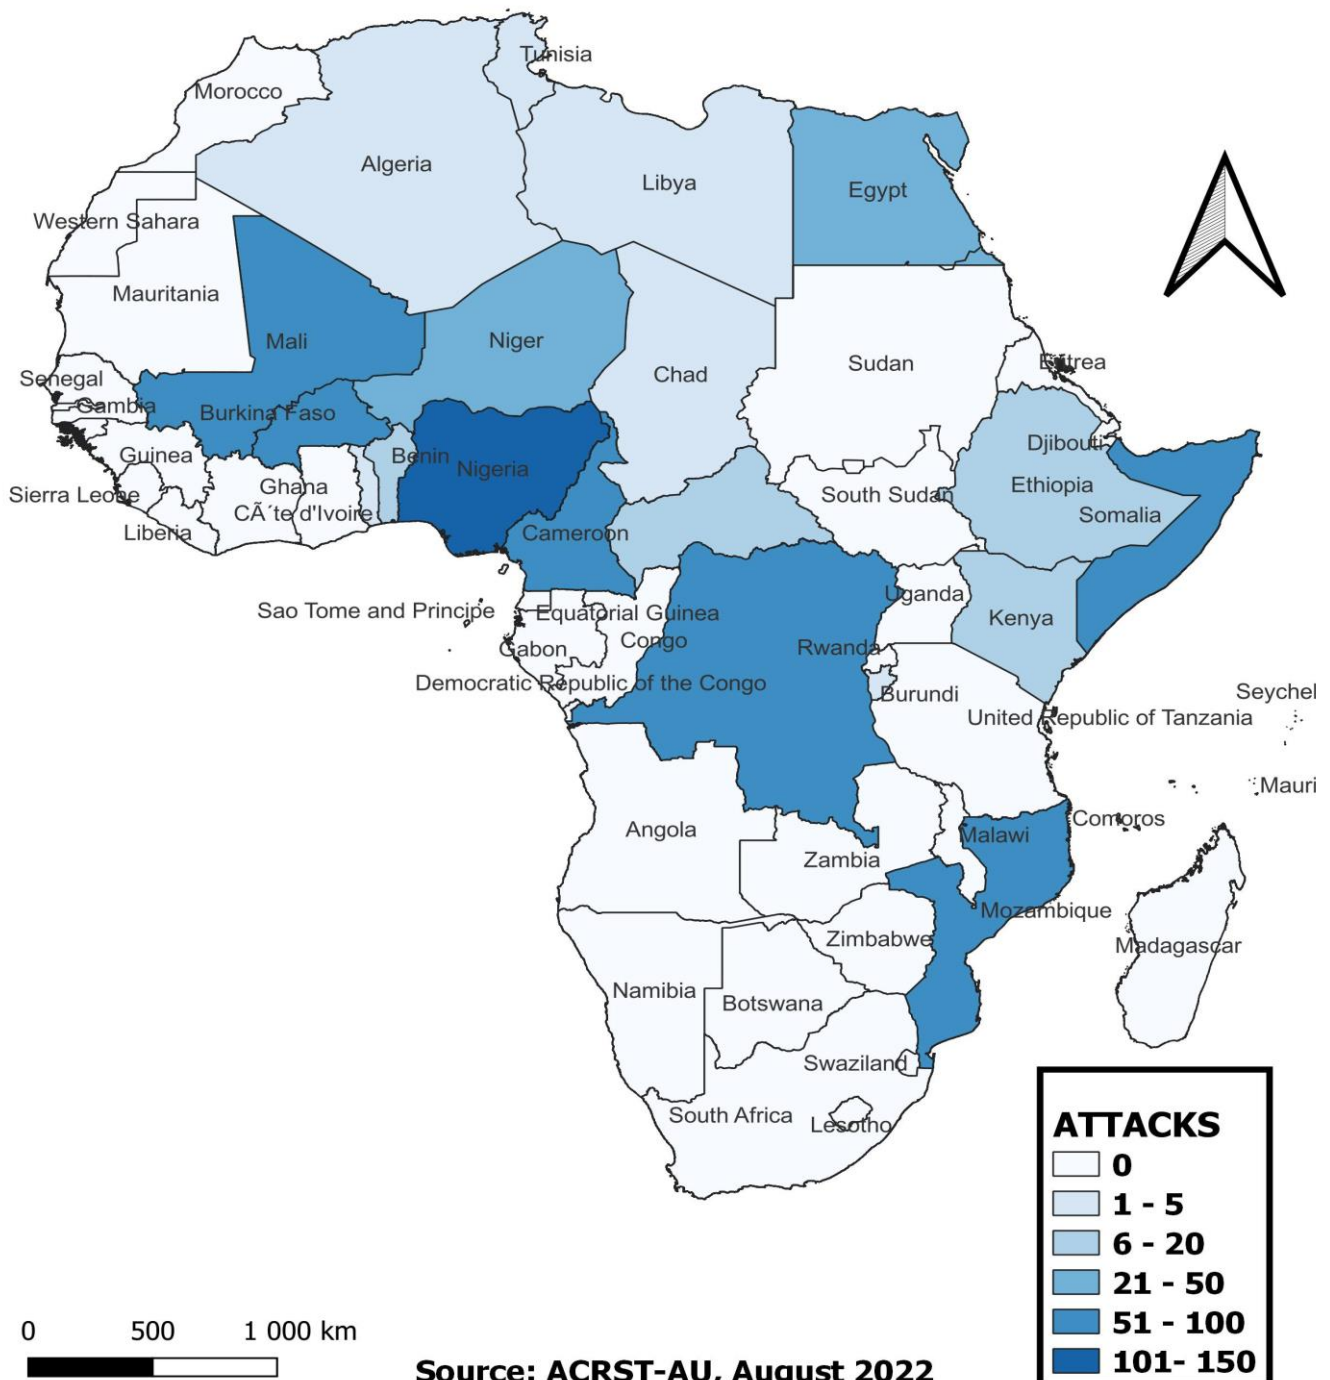 Tunisia
Morocco
Algeria
Libya
Egypt
Western Sahara
Mauritania
Mali
Niger
Chad
Sudan
Eritrea
Senegal
Gambia
Burkina Faso
Djibouti
Guinea
Benin
Nigeria
Ghana
South Sudan
Ethiopia
Sierra Leone
CÃ´te d'Ivoire
Somalia
Liberia
Cameroon
Uganda
Sao Tome and Principe
Equatorial Guinea
Kenya
Congo
Gabon
Rwanda
Democratic Republic of the Congo
Burundi
Seychel
United Republic of Tanzania
Mauri
Comoros
Angola
Malawi
Zambia
Mozambique
Zimbabwe
Madagascar
Namibia
Botswana
Swaziland
South Africa
Lesotho
ATTACKS
0
1 - 5
6 - 20
21 - 50
51 - 100
101- 150
0 500 1 000 km
Source: ACRST-AU, August 2022